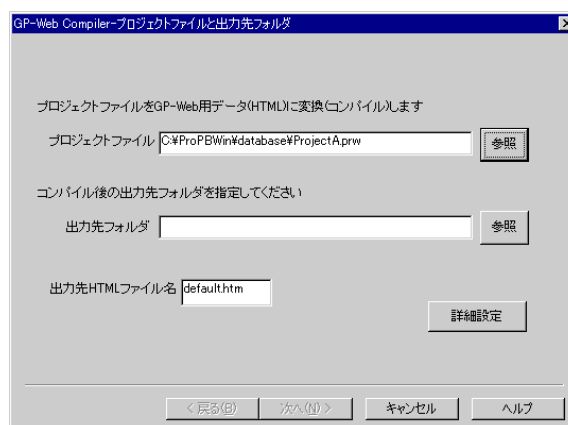 GP-Web Compiler-プロジェクトファイルと出力先フォルダ
プロジェクトファイルをGP-Web用データ(HTML)に変換(コンパイル)します
プロジェクトファイル C:¥ProPBWin¥database¥ProjectA.prw 参照
コンパイル後の出力先フォルダを指定してください
出力先フォルダ 参照
出力先HTMLファイル名 default.htm
詳細設定
< 戻る(B) 次へ(N) > キャンセル ヘルプ